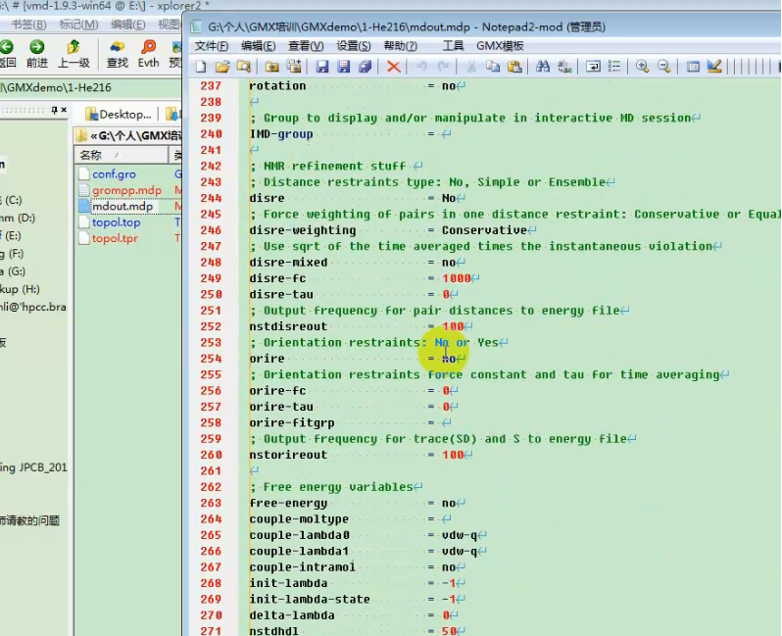 :\ # [vmd-1.9.3-win64 @ E:\] - xplorer2 *
书签(B) 标记(M) 编辑(E) 视图
返回 前进 上一级 查找 Evth
\GMXdemo\1-He216
Desktop...
« G:\个人\GMX培训
名称
conf.gro
grompp.mdp
mdout.mdp
topol.top
topol.tpr
(C:)
nm (D:)
(E:)
g (F:)
a (G:)
kup (H:)
nli@'hpcc.bra
板
ing JPCB_201
师请教的问题
G:\个人\GMX培训\GMXdemo\1-He216\mdout.mdp - Notepad2-mod (管理员)
文件(F) 编辑(E) 查看(V) 设置(S) 帮助(?) 工具 GMX模板
237 rotation = no
238
239 ; Group to display and/or manipulate in interactive MD session
240 IMD-group =
241
242 ; NMR refinement stuff
243 ; Distance restraints type: No, Simple or Ensemble
244 disre = No
245 ; Force weighting of pairs in one distance restraint: Conservative or Equal
246 disre-weighting = Conservative
247 ; Use sqrt of the time averaged times the instantaneous violation
248 disre-mixed = no
249 disre-fc = 1000
250 disre-tau = 0
251 ; Output frequency for pair distances to energy file
252 nstdisreout = 100
253 ; Orientation restraints: No or Yes
254 orire = no
255 ; Orientation restraints force constant and tau for time averaging
256 orire-fc = 0
257 orire-tau = 0
258 orire-fitgrp =
259 ; Output frequency for trace(SD) and S to energy file
260 nstorireout = 100
261
262 ; Free energy variables
263 free-energy = no
264 couple-moltype =
265 couple-lambda0 = vdw-q
266 couple-lambda1 = vdw-q
267 couple-intramol = no
268 init-lambda = -1
269 init-lambda-state = -1
270 delta-lambda = 0
271 nstdhdl = 50